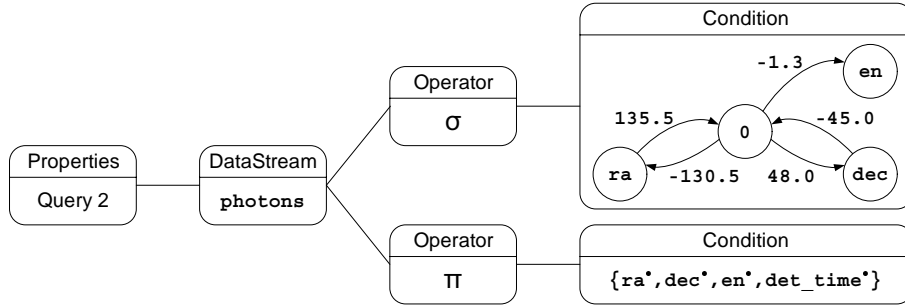 Condition
-1.3
en
Operator
σ
135.5
0
-45.0
Properties
DataStream
Query 2
photons
ra
-130.5
48.0
dec
Operator
Condition
π
{ra•,dec•,en•,det_time•}